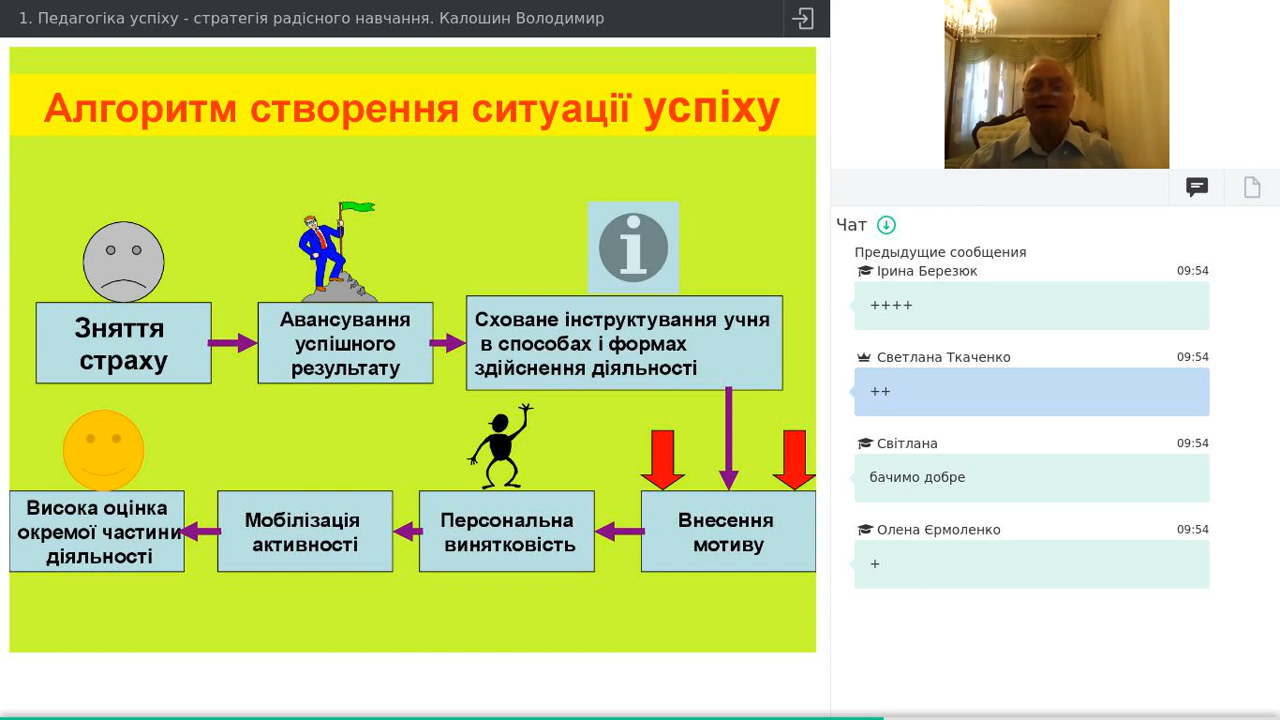 1. Педагогіка успіху - стратегія радісного навчання. Калошин Володимир
Алгоритм створення ситуації успіху
Зняття
страху
Авансування
успішного
результату
i
Сховане інструктування учня
в способах і формах
здійснення діяльності
Висока оцінка
окремої частини
діяльності
Мобілізація
активності
Персональна
винятковість
Внесення
мотиву
Чат
Предыдущие сообщения
Ірина Березюк 09:54
++++
Светлана Ткаченко 09:54
++
Світлана 09:54
бачимо добре
Олена Єрмоленко 09:54
+